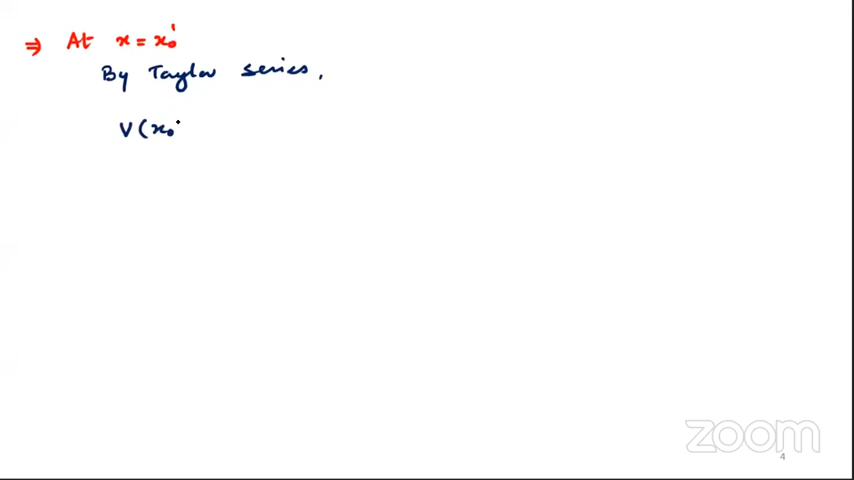 ⇒ At x = x₀'
By Taylor series,
V(x₀
zoom
4